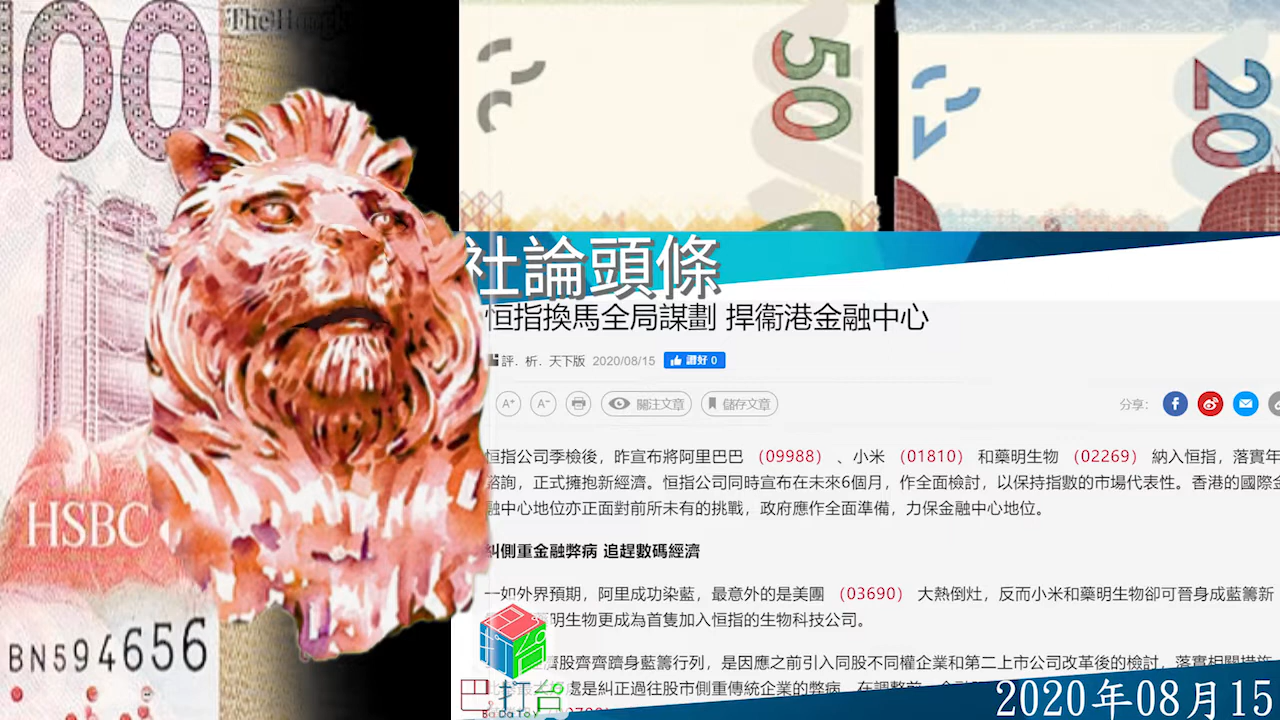 100
The Hong
50
20
社論頭條
恒指換馬全局謀劃 捍衞港金融中心
評．析．天下版 2020/08/15 讚好 0
A+ A- 關注文章 儲存文章 分享：
恒指公司季檢後，昨宣布將阿里巴巴 （09988） 、小米 （01810） 和藥明生物 （02269） 納入恒指，落實年
諮詢，正式擁抱新經濟。恒指公司同時宣布在未來6個月，作全面檢討，以保持指數的市場代表性。香港的國際金
融中心地位亦正面對前所未有的挑戰，政府應作全面準備，力保金融中心地位。
糾側重金融弊病 追趕數碼經濟
一如外界預期，阿里成功染藍，最意外的是美團 （03690） 大熱倒灶，反而小米和藥明生物卻可晉身成藍籌新
明生物更成為首隻加入恒指的生物科技公司。
股齊齊躋身藍籌行列，是因應之前引入同股不同權企業和第二上市公司改革後的檢討，
處是糾正過往股市側重傳統企業的弊病，在調整前，
HSBC
BN594656
巴打台
Ba Da Toy
2020年08月15